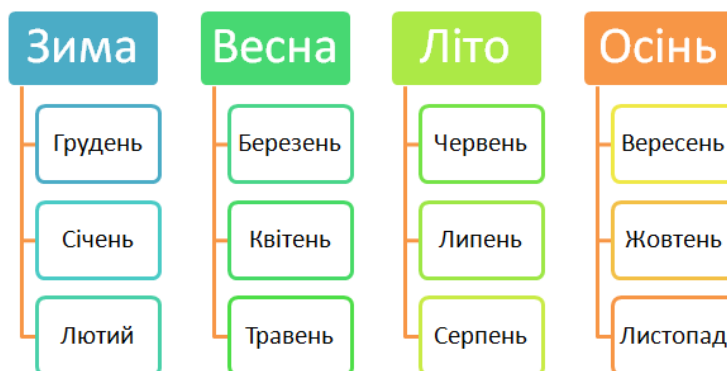 Зима
Грудень
Січень
Лютий
Весна
Березень
Квітень
Травень
Літо
Червень
Липень
Серпень
Осінь
Вересень
Жовтень
Листопад